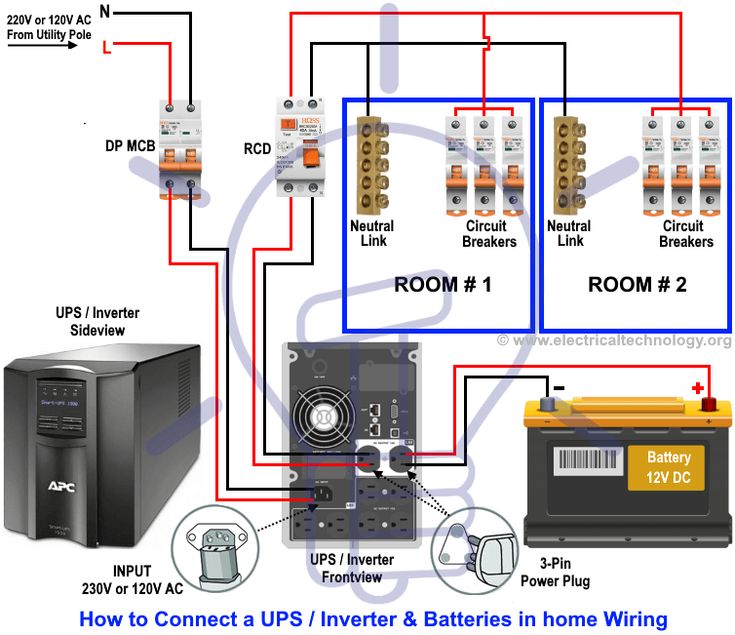 220V or 120V AC
From Utility Pole
N
L
DP MCB
RCD
Neutral
Link
Circuit
Breakers
ROOM # 1
Neutral
Link
Circuit
Breakers
ROOM # 2
© www.electricaltechnology.org
UPS / Inverter
Sideview
APC
INPUT
230V or 120V AC
UPS / Inverter
Frontview
- +
Battery
12V DC
3-Pin
Power Plug
How to Connect a UPS / Inverter & Batteries in home Wiring